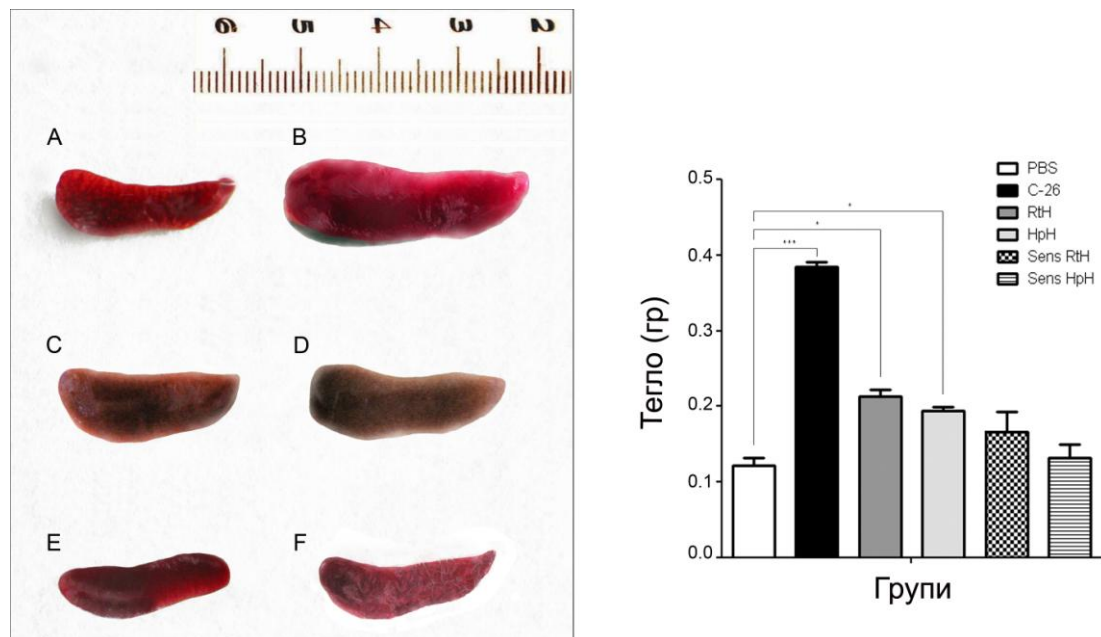 6 5 4 3 2
A B
C D
E F
PBS
C-26
RtH
HpH
Sens RtH
Sens HpH
Тегло (гр)
0.5
0.4
0.3
0.2
0.1
0.0
*
*
***
Групи